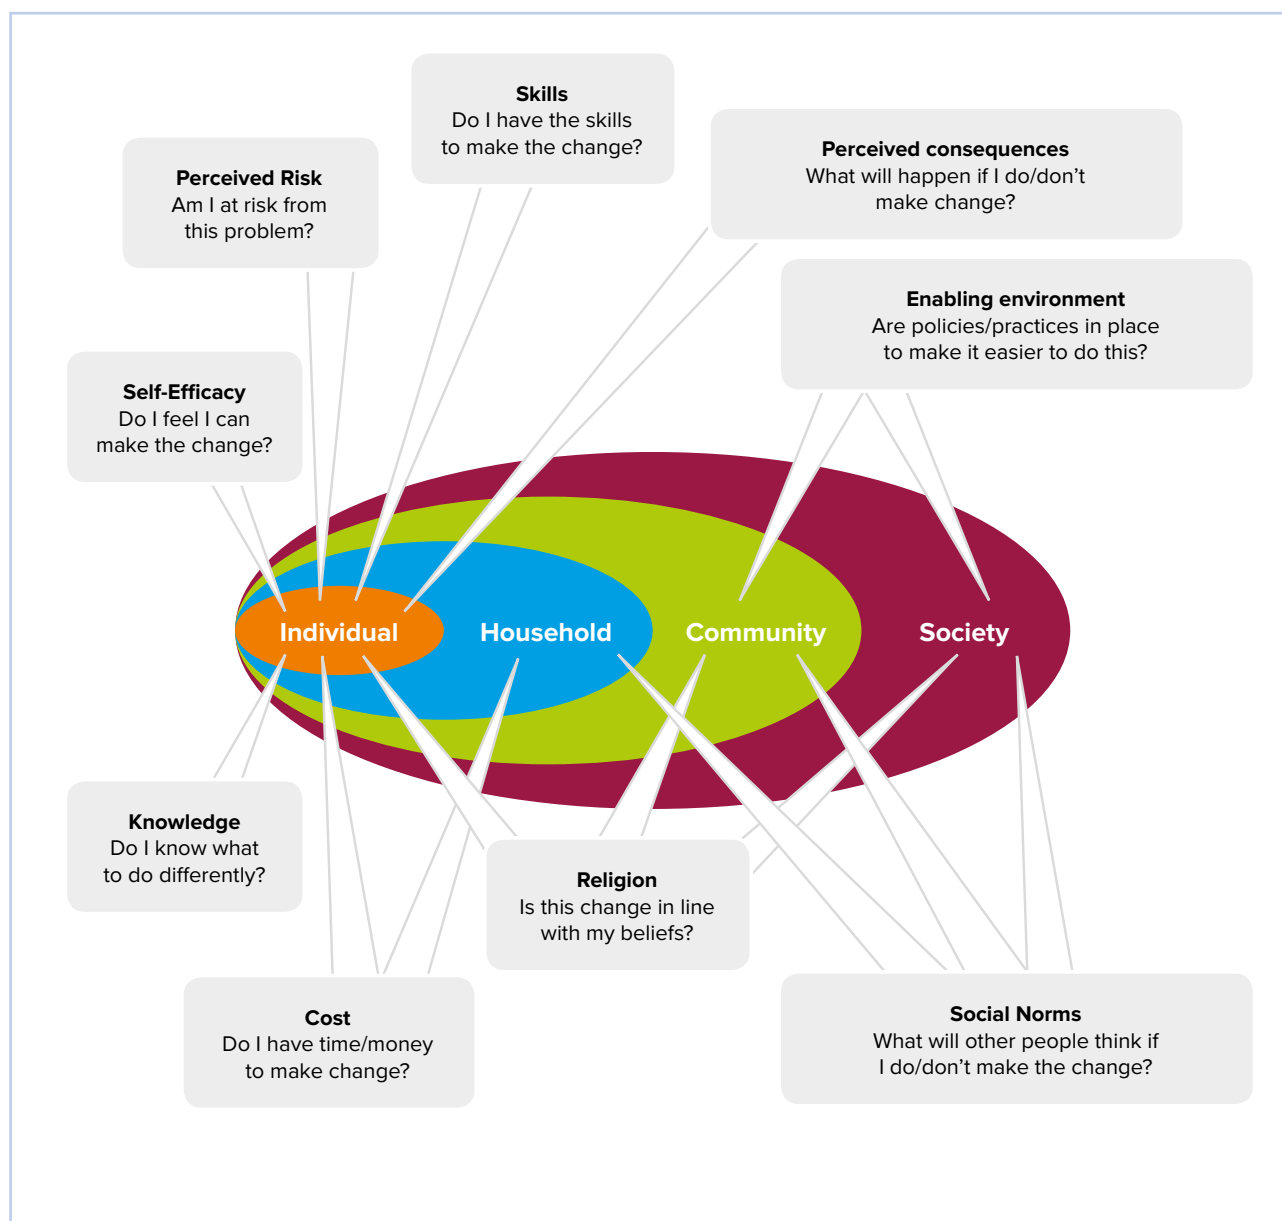 Skills
Do I have the skills
to make the change?
Perceived consequences
What will happen if I do/don’t
make change?
Perceived Risk
Am I at risk from
this problem?
Enabling environment
Are policies/practices in place
to make it easier to do this?
Self-Efficacy
Do I feel I can
make the change?
Individual
Household
Community
Society
Knowledge
Do I know what
to do differently?
Religion
Is this change in line
with my beliefs?
Cost
Do I have time/money
to make change?
Social Norms
What will other people think if
I do/don’t make the change?